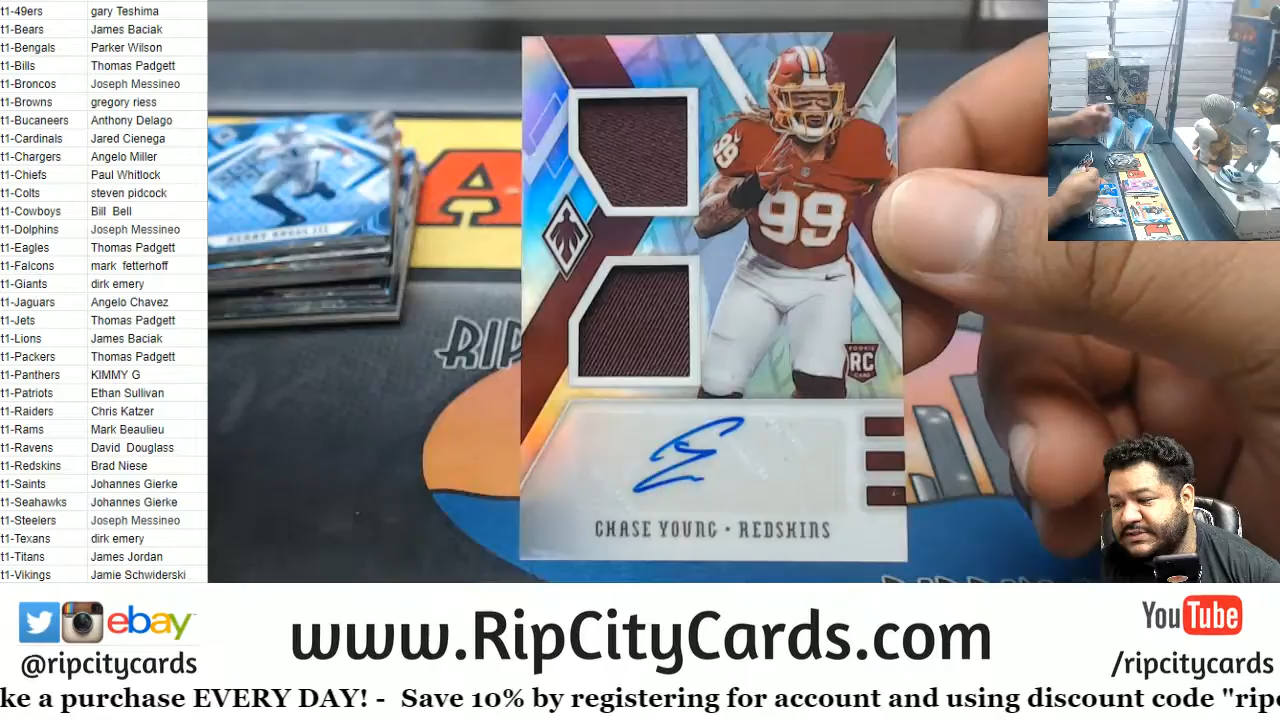 t1-49ers gary Teshima
t1-Bears James Baciak
t1-Bengals Parker Wilson
t1-Bills Thomas Padgett
t1-Broncos Joseph Messineo
t1-Browns gregory riess
t1-Bucaneers Anthony Delago
t1-Cardinals Jared Cienega
t1-Chargers Angelo Miller
t1-Chiefs Paul Whitlock
t1-Colts steven pidcock
t1-Cowboys Bill Bell
t1-Dolphins Joseph Messineo
t1-Eagles Thomas Padgett
t1-Falcons mark fetterhoff
t1-Giants dirk emery
t1-Jaguars Angelo Chavez
t1-Jets Thomas Padgett
t1-Lions James Baciak
t1-Packers Thomas Padgett
t1-Panthers KIMMY G
t1-Patriots Ethan Sullivan
t1-Raiders Chris Katzer
t1-Rams Mark Beaulieu
t1-Ravens David Douglass
t1-Redskins Brad Niese
t1-Saints Johannes Gierke
t1-Seahawks Johannes Gierke
t1-Steelers Joseph Messineo
t1-Texans dirk emery
t1-Titans James Jordan
t1-Vikings Jamie Schwiderski
99
99
RIP
ROOKIE
RC
CARD
CHASE YOUNG • REDSKINS
ebay
@ripcitycards
www.RipCityCards.com
YouTube
/ripcitycards
ke a purchase EVERY DAY! - Save 10% by registering for account and using discount code "ripc